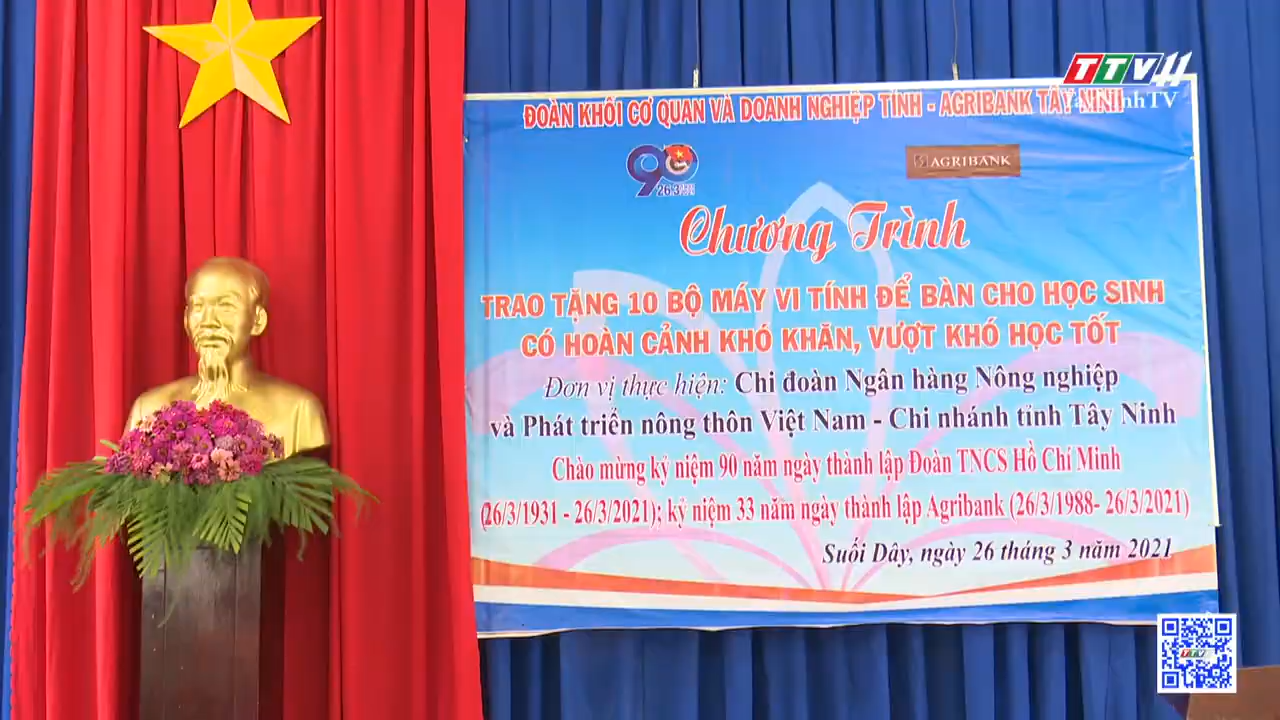 TTV11
TayNinhTV
ĐOÀN KHỐI CƠ QUAN VÀ DOANH NGHIỆP TỈNH - AGRIBANK TÂY NINH
90
26.3
AGRIBANK
Chương Trình
TRAO TẶNG 10 BỘ MÁY VI TÍNH ĐỂ BÀN CHO HỌC SINH
CÓ HOÀN CẢNH KHÓ KHĂN, VƯỢT KHÓ HỌC TỐT
Đơn vị thực hiện: Chi đoàn Ngân hàng Nông nghiệp
và Phát triển nông thôn Việt Nam - Chi nhánh tỉnh Tây Ninh
Chào mừng kỷ niệm 90 năm ngày thành lập Đoàn TNCS Hồ Chí Minh
(26/3/1931 - 26/3/2021); kỷ niệm 33 năm ngày thành lập Agribank (26/3/1988- 26/3/2021)
Suối Dây, ngày 26 tháng 3 năm 2021
TTV